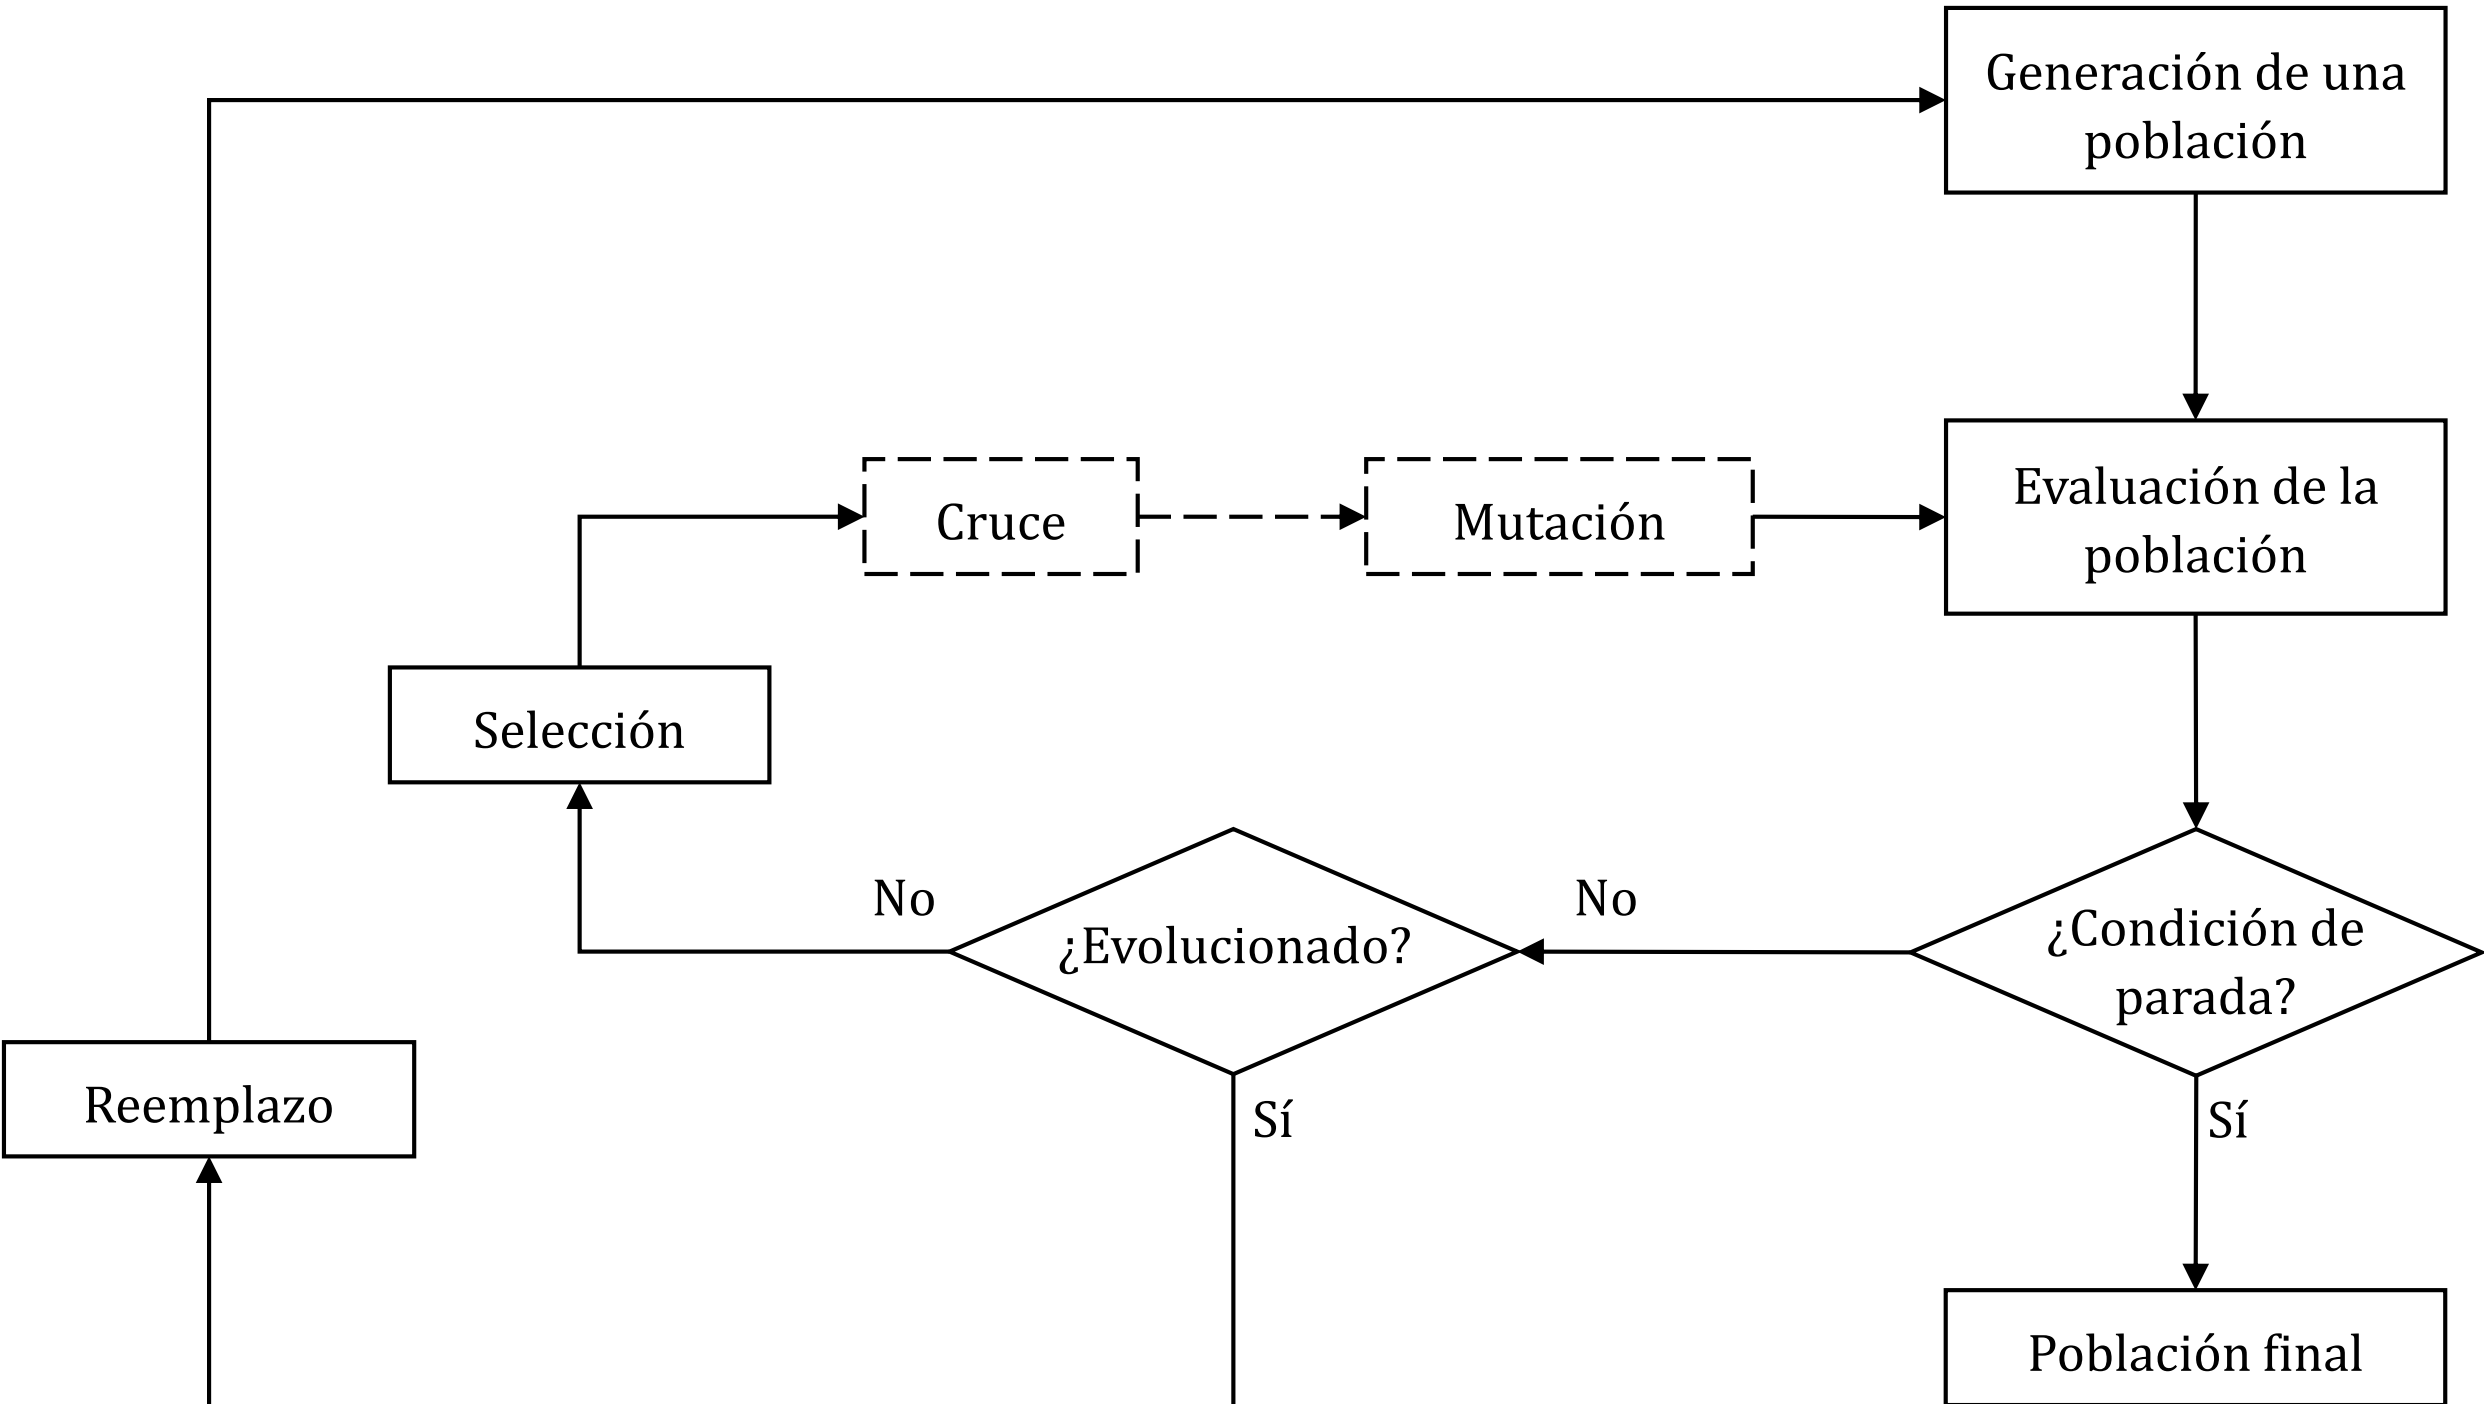 Generación de una
población
Evaluación de la
población
Cruce
Mutación
Selección
No
No
¿Evolucionado?
¿Condición de
parada?
Reemplazo
Sí
Sí
Población final